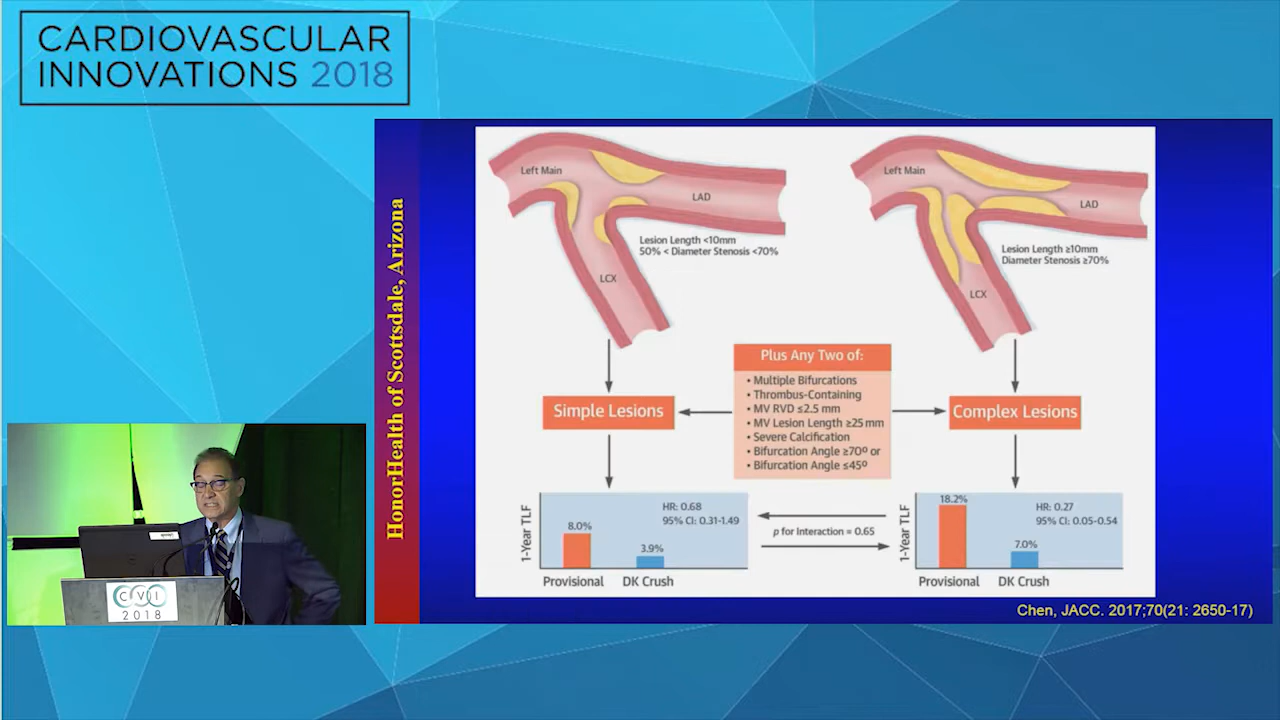 CARDIOVASCULAR
INNOVATIONS 2018
HonorHealth of Scottsdale, Arizona
Left Main
LAD
Lesion Length <10mm
50% < Diameter Stenosis <70%
LCX
Left Main
LAD
Lesion Length ≥10mm
Diameter Stenosis ≥70%
LCX
Plus Any Two of:
• Multiple Bifurcations
• Thrombus-Containing
• MV RVD ≤2.5 mm
• MV Lesion Length ≥25 mm
• Severe Calcification
• Bifurcation Angle ≥70º or
• Bifurcation Angle ≤45º
Simple Lesions
Complex Lesions
1-Year TLF
8.0%
3.9%
HR: 0.68
95% CI: 0.31-1.49
Provisional
DK Crush
p for Interaction = 0.65
1-Year TLF
18.2%
7.0%
HR: 0.27
95% CI: 0.05-0.54
Provisional
DK Crush
Chen, JACC. 2017;70(21: 2650-17)
CVI
2018